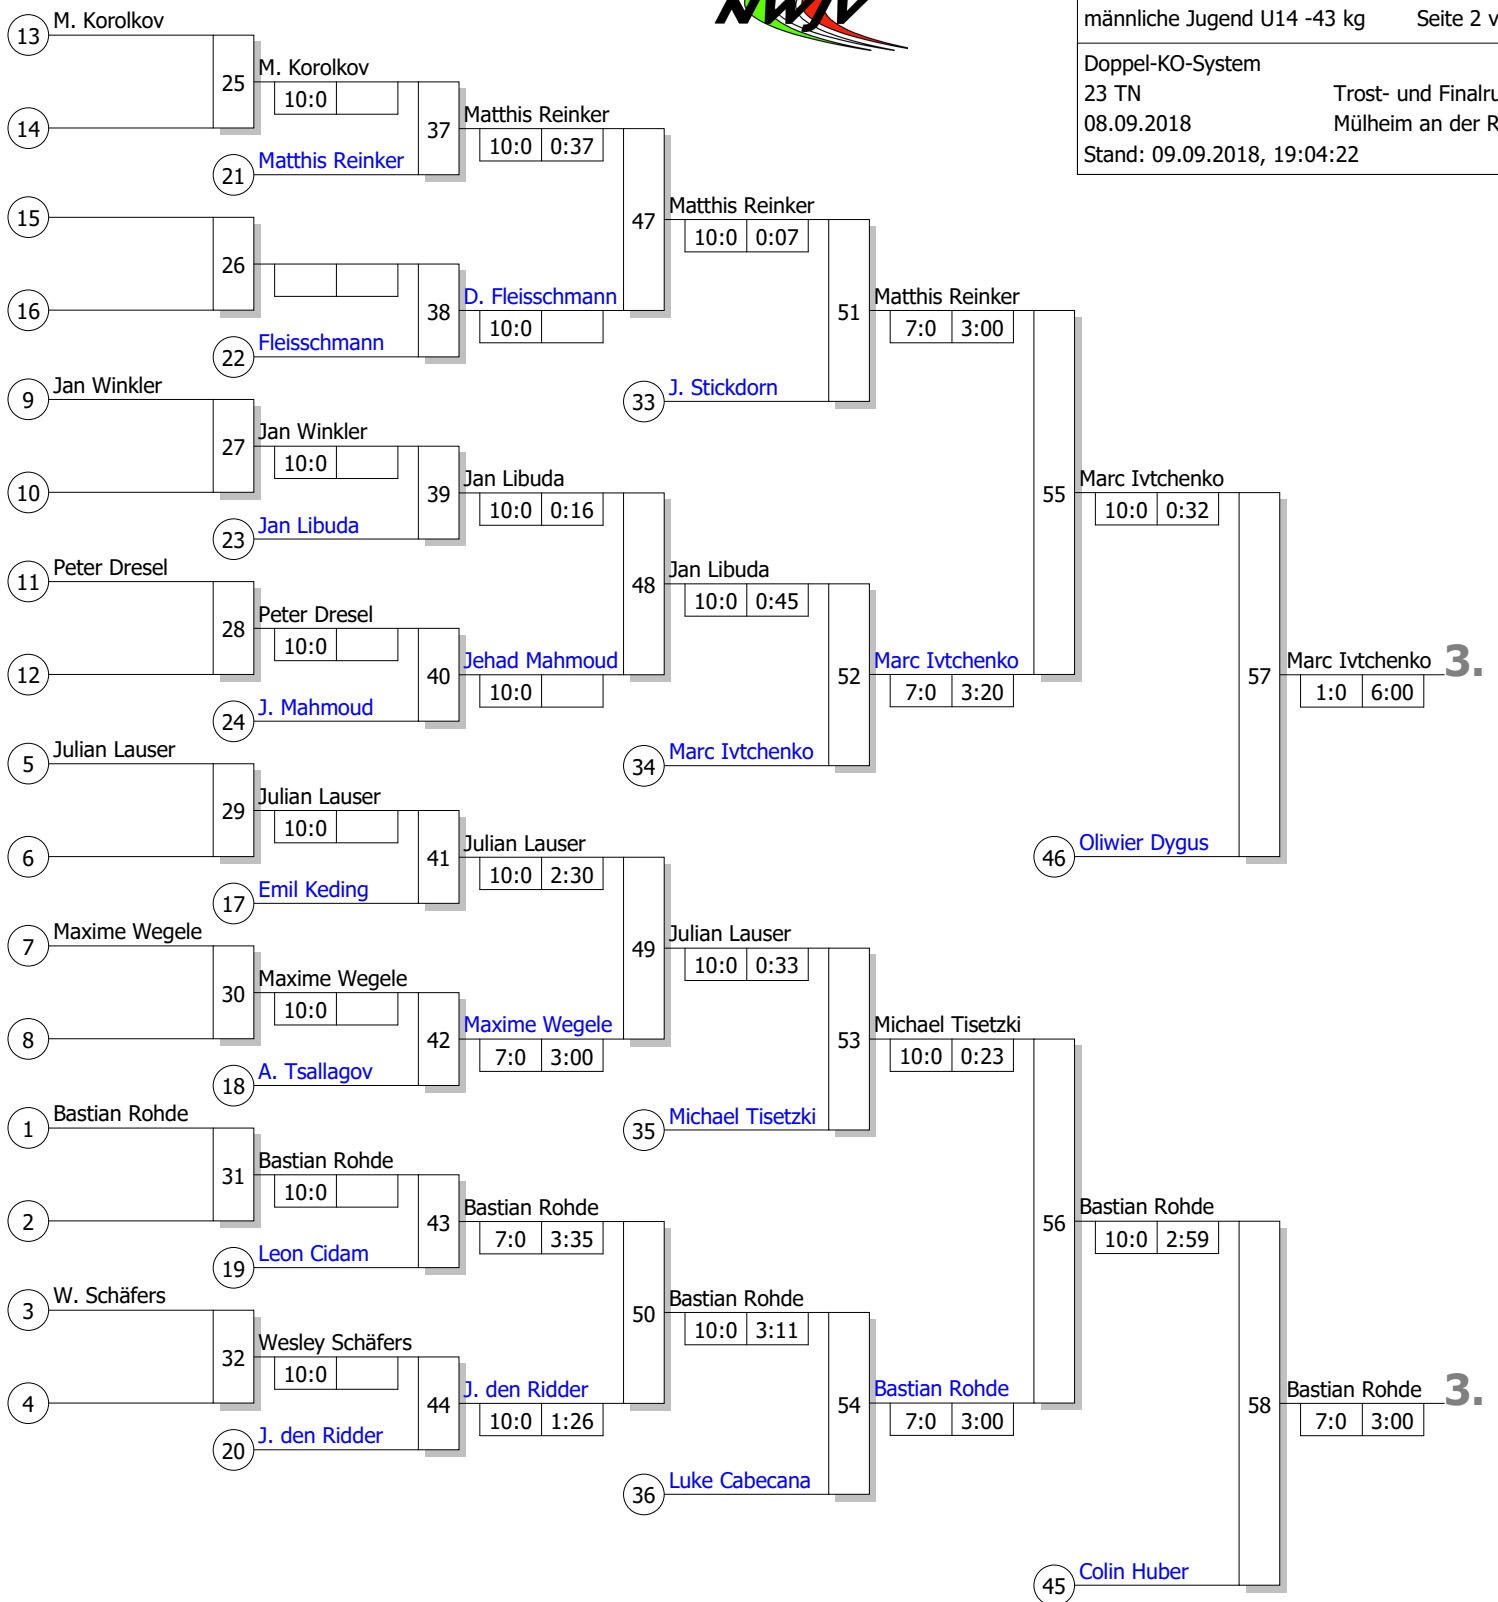 NWJV
männliche Jugend U14 -43 kg Seite 2 v
Doppel-KO-System
23 TN Trost- und Finalru
08.09.2018 Mülheim an der R
Stand: 09.09.2018, 19:04:22
13 M. Korolkov
25 M. Korolkov
10:0
14
37 Matthis Reinker
10:0 0:37
21 Matthis Reinker
15
47 Matthis Reinker
10:0 0:07
26
16
38 D. Fleisschmann
10:0
22 Fleisschmann
51 Matthis Reinker
7:0 3:00
33 J. Stickdorn
9 Jan Winkler
27 Jan Winkler
10:0
10
39 Jan Libuda
10:0 0:16
23 Jan Libuda
55 Marc Ivtchenko
10:0 0:32
11 Peter Dresel
48 Jan Libuda
10:0 0:45
28 Peter Dresel
10:0
12
40 Jehad Mahmoud
10:0
24 J. Mahmoud
52 Marc Ivtchenko
7:0 3:20
34 Marc Ivtchenko
57 Marc Ivtchenko 3.
1:0 6:00
46 Oliwier Dygus
5 Julian Lauser
29 Julian Lauser
10:0
6
41 Julian Lauser
10:0 2:30
17 Emil Keding
7 Maxime Wegele
49 Julian Lauser
10:0 0:33
30 Maxime Wegele
10:0
8
42 Maxime Wegele
7:0 3:00
18 A. Tsallagov
53 Michael Tisetzki
10:0 0:23
35 Michael Tisetzki
1 Bastian Rohde
31 Bastian Rohde
10:0
2
43 Bastian Rohde
7:0 3:35
19 Leon Cidam
56 Bastian Rohde
10:0 2:59
3 W. Schäfers
50 Bastian Rohde
10:0 3:11
32 Wesley Schäfers
10:0
4
44 J. den Ridder
10:0 1:26
20 J. den Ridder
54 Bastian Rohde
7:0 3:00
36 Luke Cabecana
58 Bastian Rohde 3.
7:0 3:00
45 Colin Huber